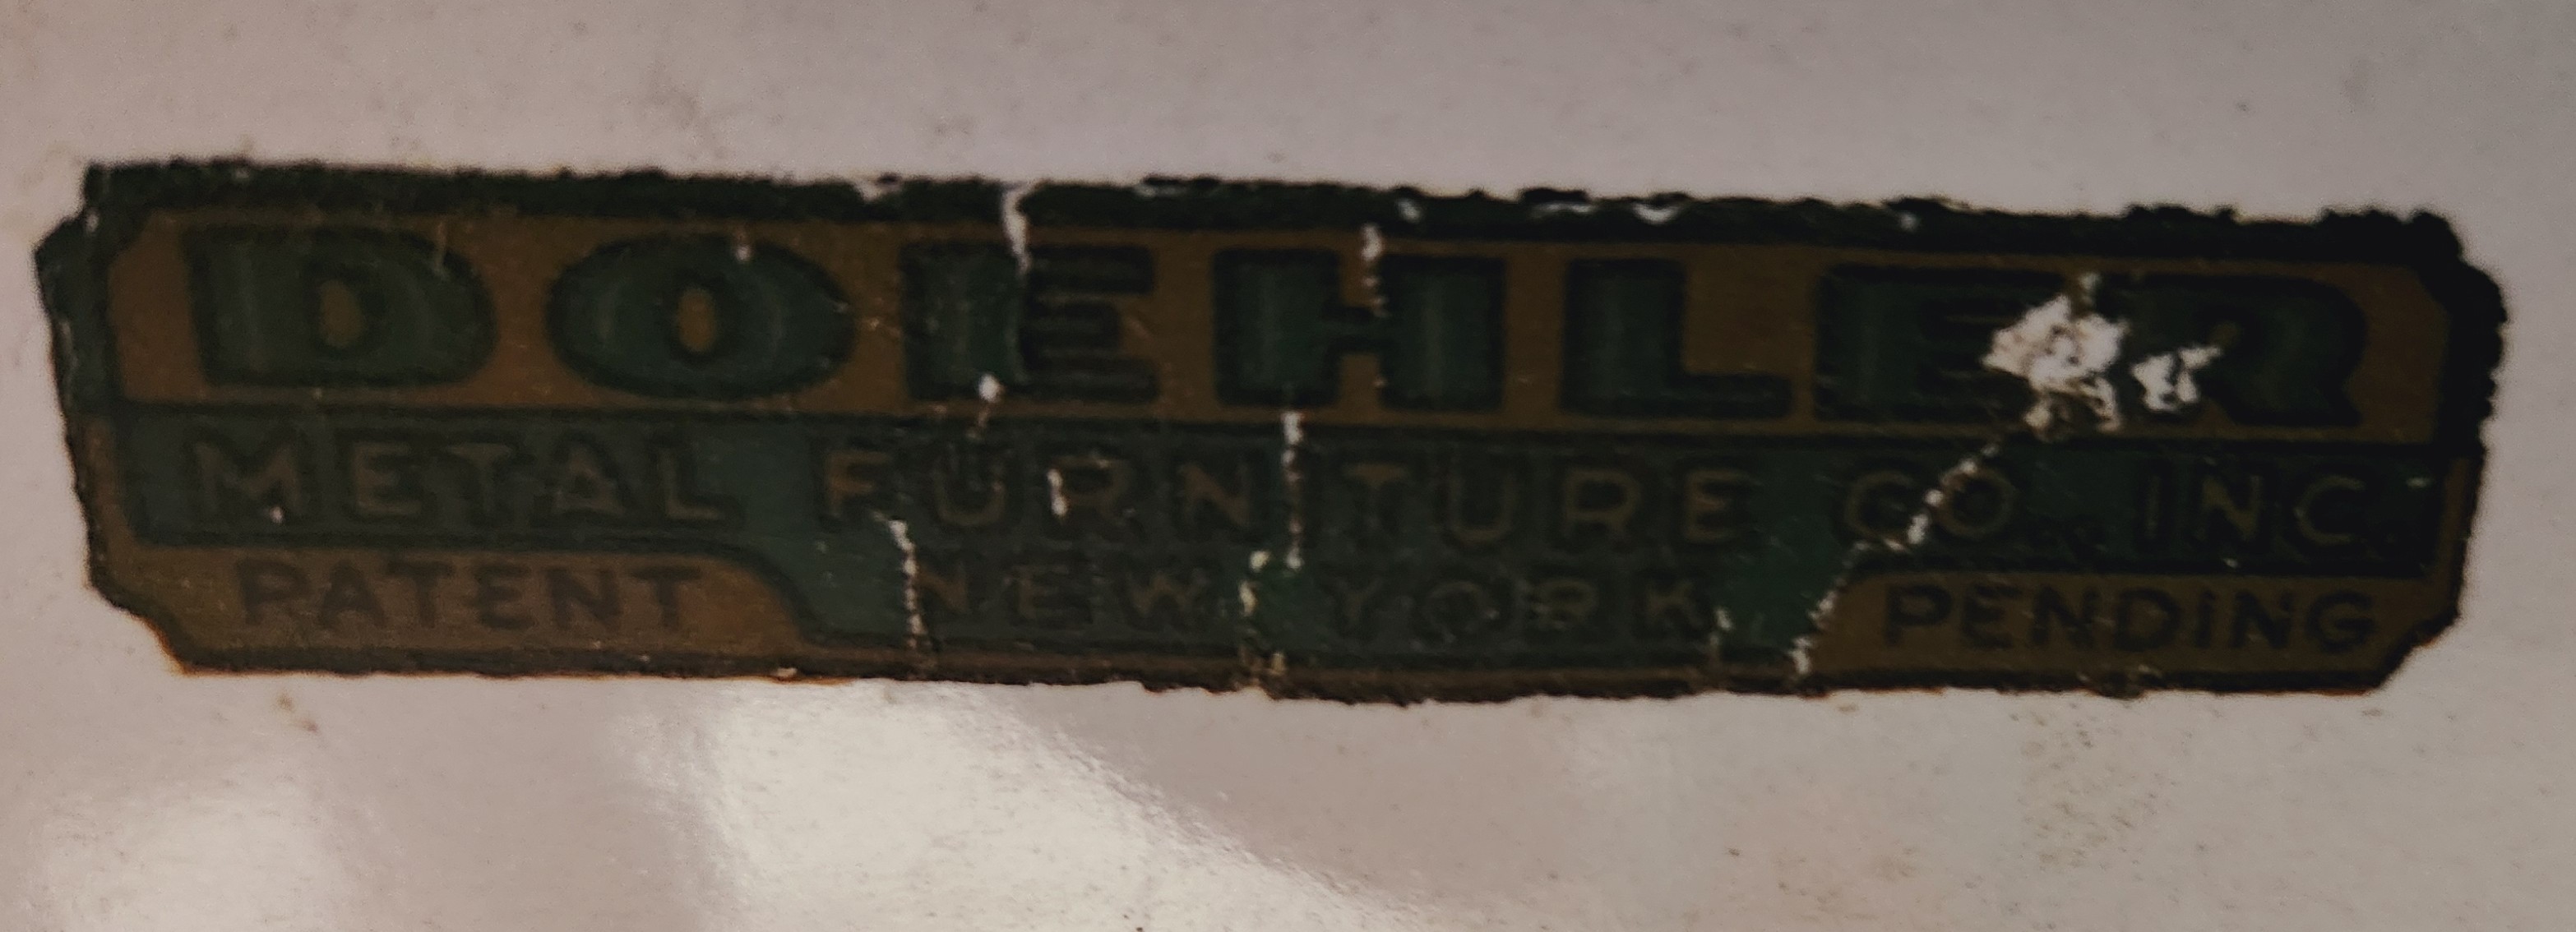 DOEHLER
METAL FURNITURE CO. INC.
NEW YORK
PATENT PENDING